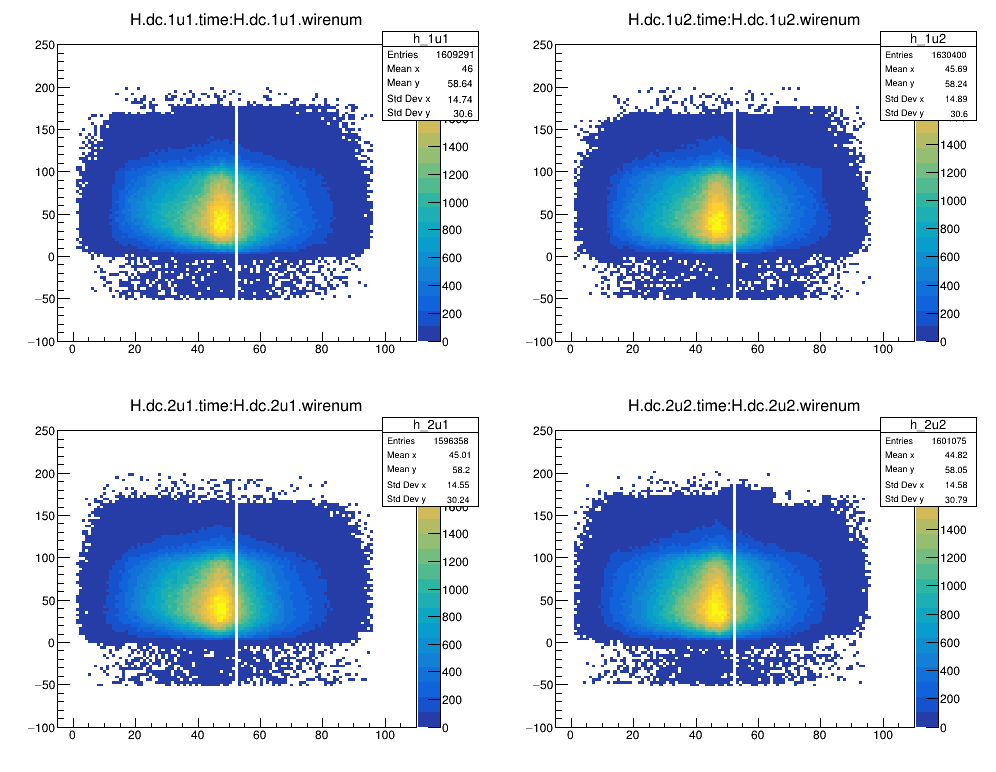 H.dc.1u1.time:H.dc.1u1.wirenum
h_1u1
Entries 1609291
Mean x 46
Mean y 58.64
Std Dev x 14.74
Std Dev y 30.6
250
200
150
100
50
0
−50
−100
0 20 40 60 80 100
1400
1200
1000
800
600
400
200
0
H.dc.1u2.time:H.dc.1u2.wirenum
h_1u2
Entries 1630400
Mean x 45.69
Mean y 58.24
Std Dev x 14.89
Std Dev y 30.6
250
200
150
100
50
0
−50
−100
0 20 40 60 80 100
1400
1200
1000
800
600
400
200
0
H.dc.2u1.time:H.dc.2u1.wirenum
h_2u1
Entries 1596358
Mean x 45.01
Mean y 58.2
Std Dev x 14.55
Std Dev y 30.24
250
200
150
100
50
0
−50
−100
0 20 40 60 80 100
1600
1400
1200
1000
800
600
400
200
0
H.dc.2u2.time:H.dc.2u2.wirenum
h_2u2
Entries 1601075
Mean x 44.82
Mean y 58.05
Std Dev x 14.58
Std Dev y 30.79
250
200
150
100
50
0
−50
−100
0 20 40 60 80 100
1400
1200
1000
800
600
400
200
0